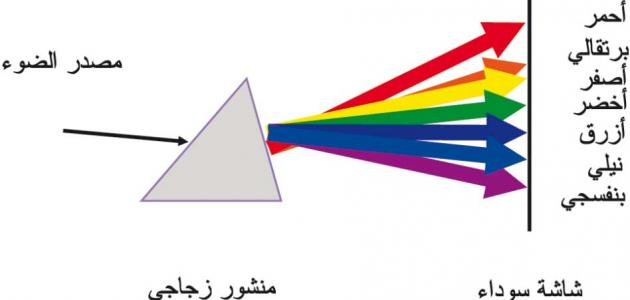 أحمر
برتقالي
أصفر
أخضر
أزرق
نيلي
بنفسجي
مصدر الضوء
منشور زجاجي
شاشة سوداء